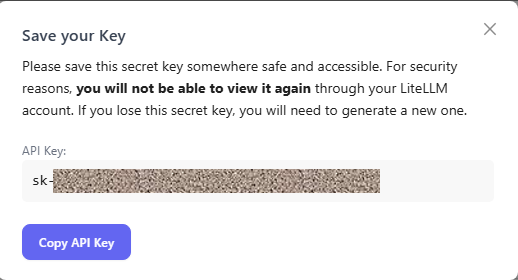 Save your Key
Please save this secret key somewhere safe and accessible. For security
reasons, you will not be able to view it again through your LiteLLM
account. If you lose this secret key, you will need to generate a new one.
API Key:
sk-
Copy API Key